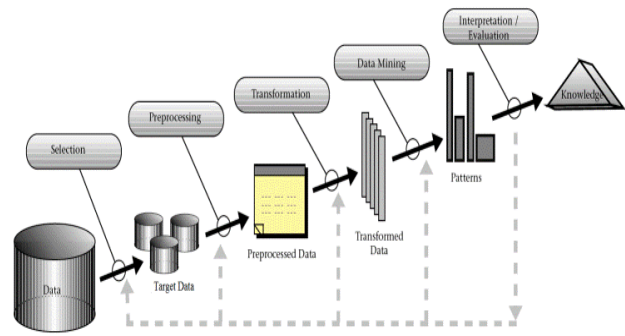 Interpretation /
Evaluation
Data Mining
Transformation
Preprocessing
Selection
Knowledge
Patterns
Transformed
Data
Preprocessed Data
Target Data
Data